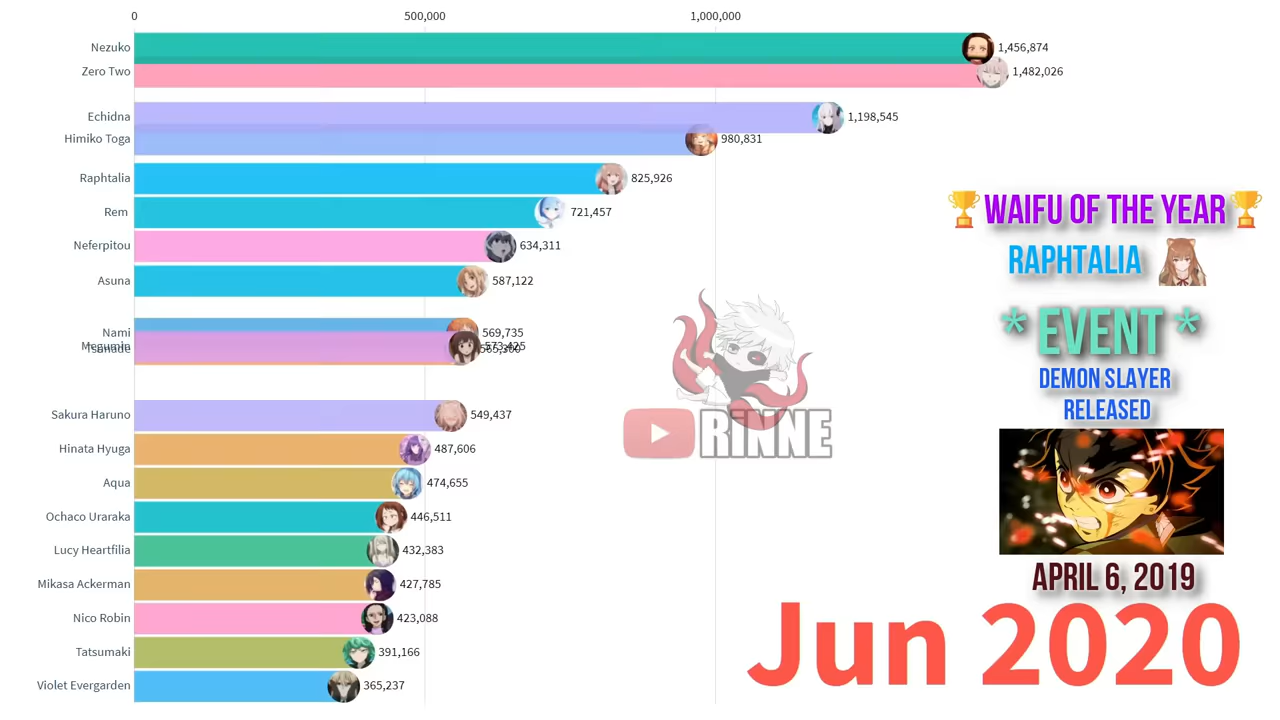 0 500,000 1,000,000
Nezuko 1,456,874
Zero Two 1,482,026
Echidna 1,198,545
Himiko Toga 980,831
Raphtalia 825,926
Rem 721,457
Neferpitou 634,311
Asuna 587,122
Nami 569,735
Megumin 573,425
Tsunade
Sakura Haruno 549,437
Hinata Hyuga 487,606
Aqua 474,655
Ochaco Uraraka 446,511
Lucy Heartfilia 432,383
Mikasa Ackerman 427,785
Nico Robin 423,088
Tatsumaki 391,166
Violet Evergarden 365,237
RiNNE
WAIFU OF THE YEAR
RAPHTALIA
* EVENT *
DEMON SLAYER
RELEASED
APRIL 6, 2019
Jun 2020